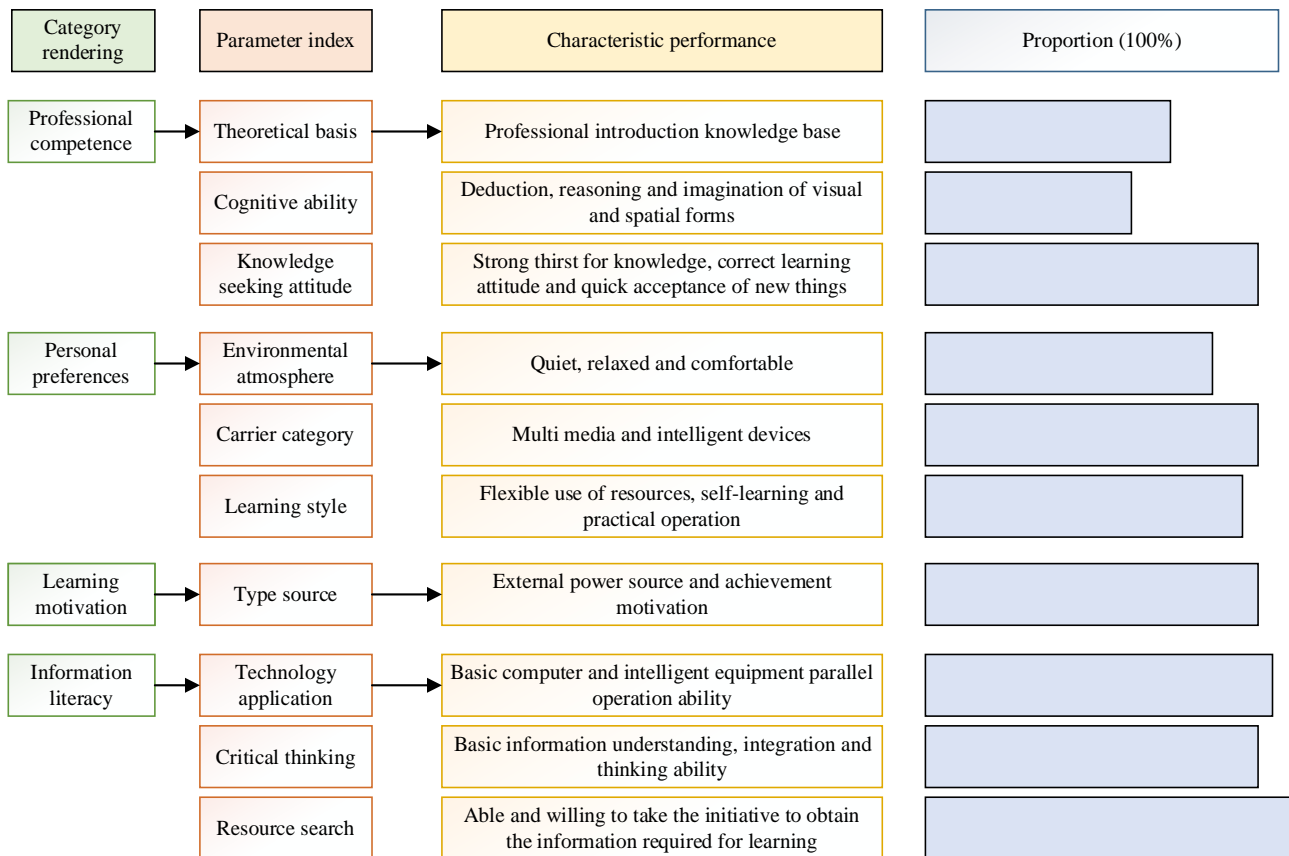 Category
rendering
Parameter index
Characteristic performance
Proportion (100%)
Professional
competence
Theoretical basis
Professional introduction knowledge base
Cognitive ability
Deduction, reasoning and imagination of visual
and spatial forms
Knowledge
seeking attitude
Strong thirst for knowledge, correct learning
attitude and quick acceptance of new things
Personal
preferences
Environmental
atmosphere
Quiet, relaxed and comfortable
Carrier category
Multi media and intelligent devices
Learning style
Flexible use of resources, self-learning and
practical operation
Learning
motivation
Type source
External power source and achievement
motivation
Information
literacy
Technology
application
Basic computer and intelligent equipment parallel
operation ability
Critical thinking
Basic information understanding, integration and
thinking ability
Resource search
Able and willing to take the initiative to obtain
the information required for learning